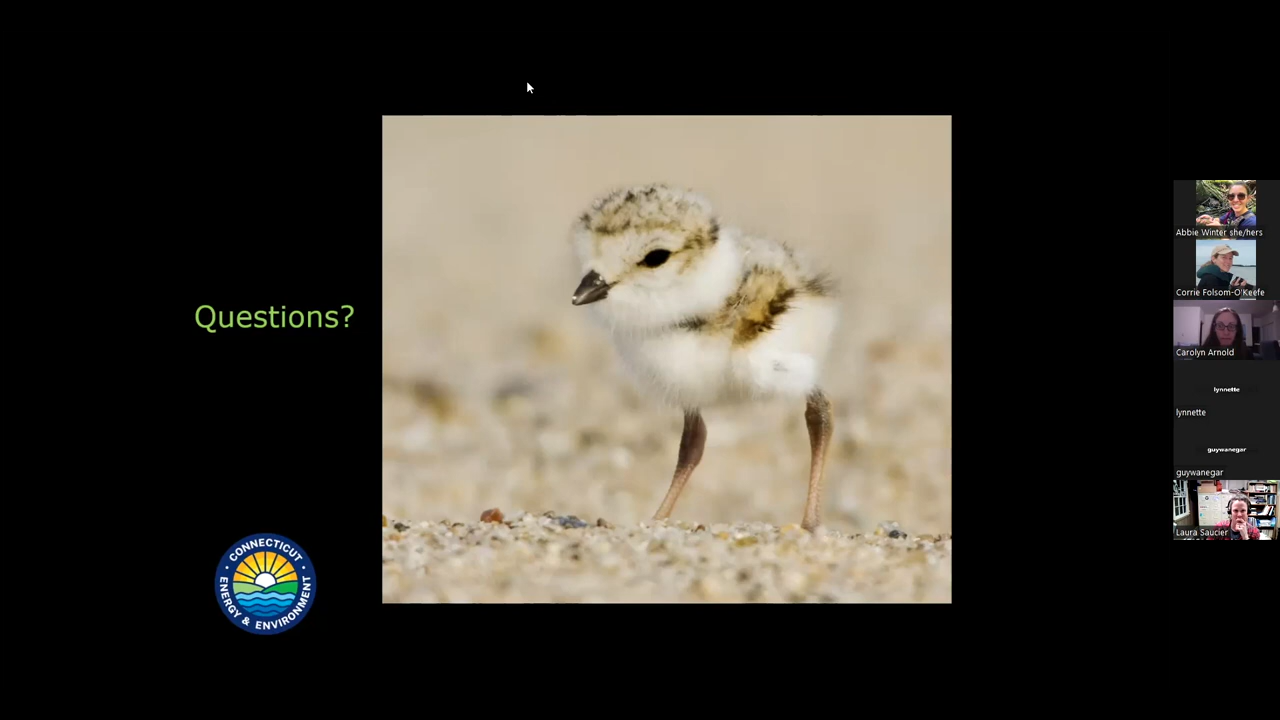 Questions?
CONNECTICUT
ENERGY & ENVIRONMENT
Abbie Winter she/hers
Corrie Folsom-O'Keefe
Carolyn Arnold
lynnette
lynnette
guywanegar
guywanegar
Laura Saucier